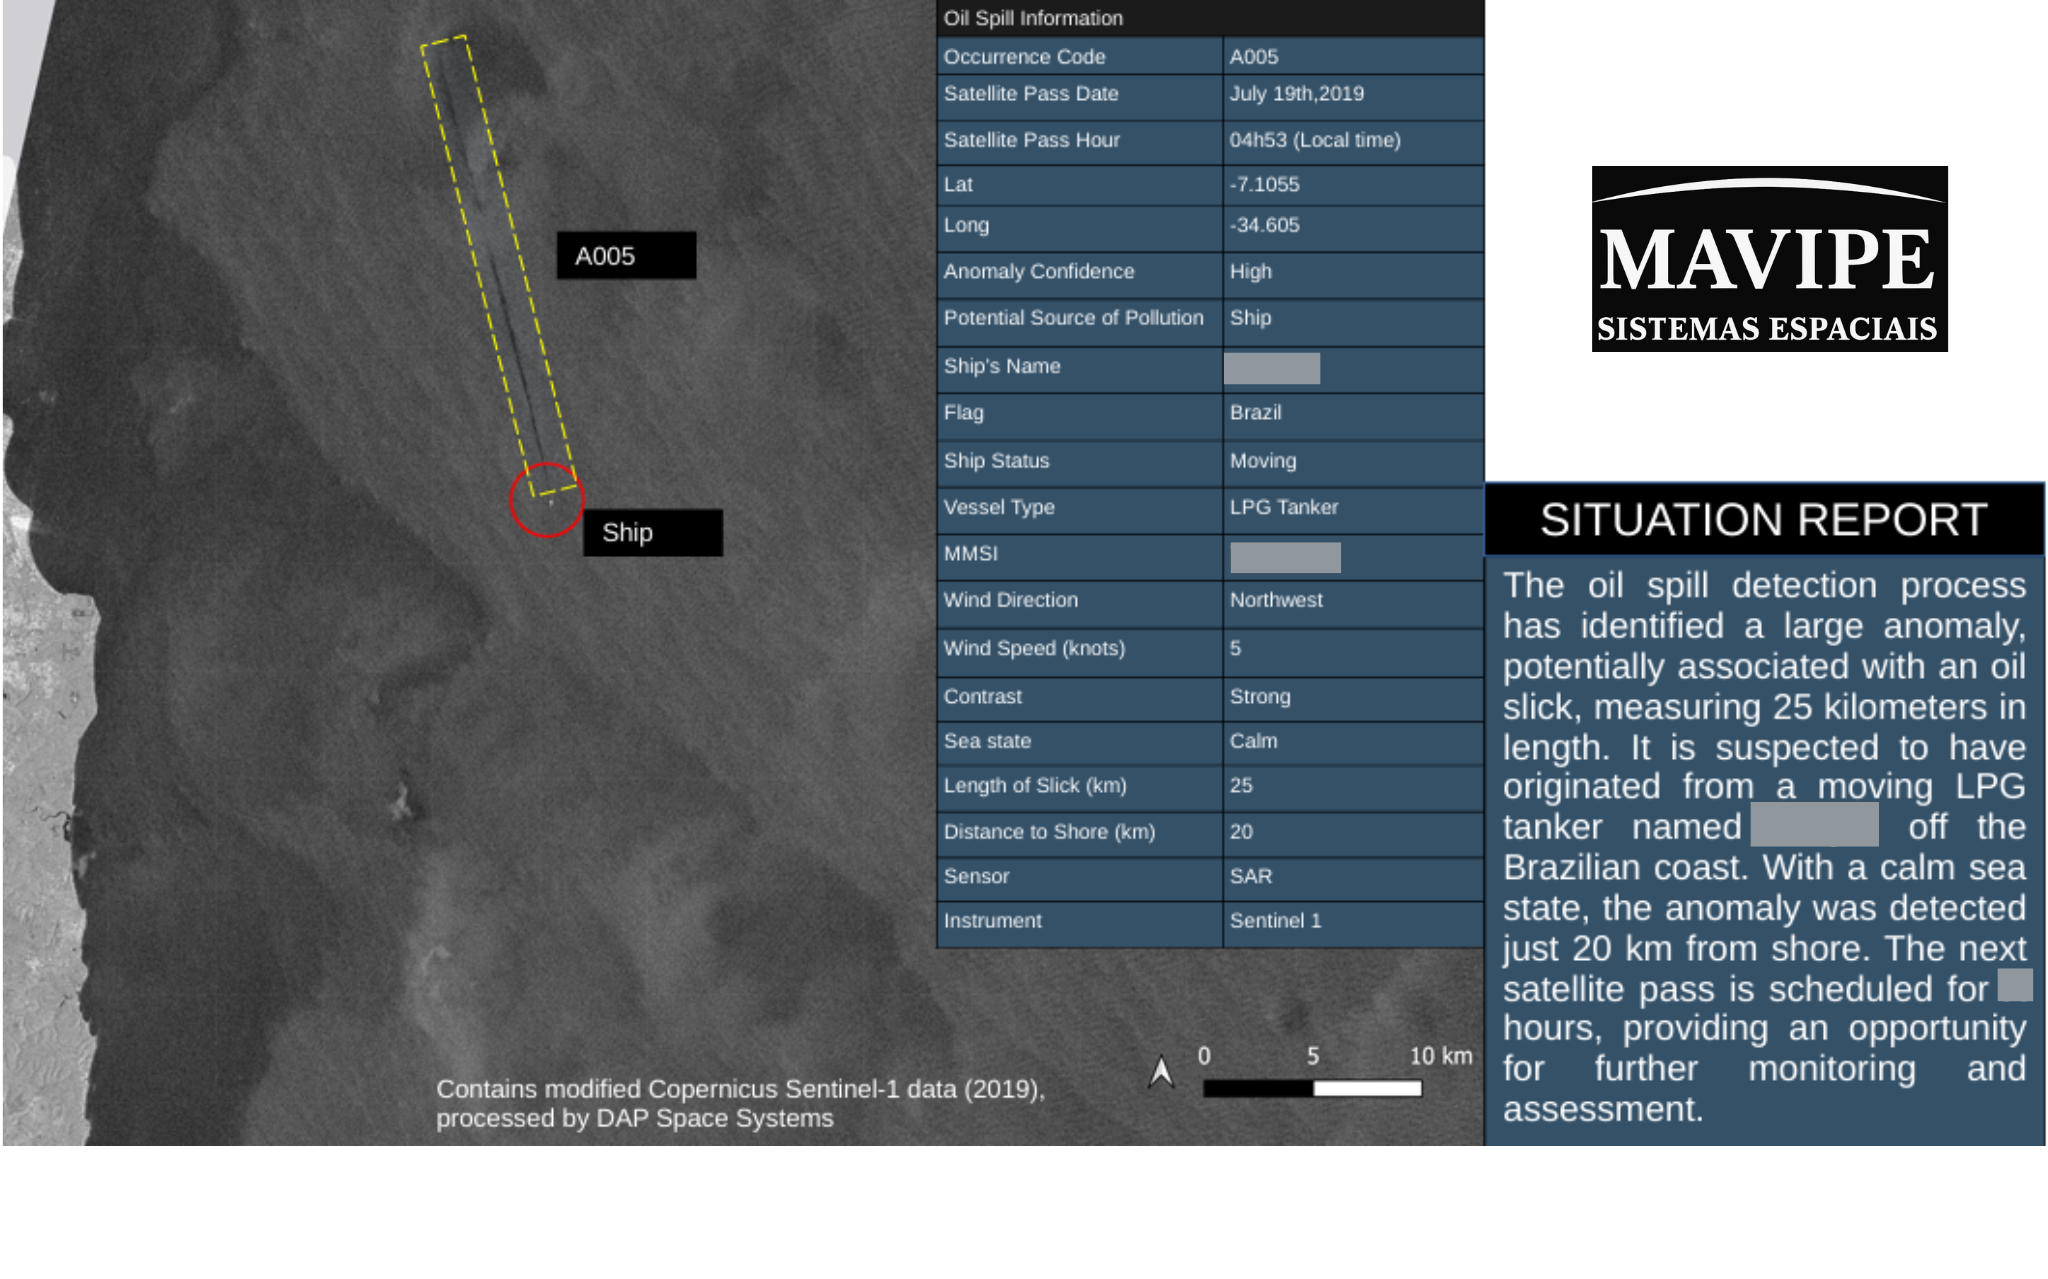 Oil Spill Information
Occurrence Code A005
Satellite Pass Date July 19th,2019
Satellite Pass Hour 04h53 (Local time)
Lat -7.1055
Long -34.605
Anomaly Confidence High
Potential Source of Pollution Ship
Ship's Name
Flag Brazil
Ship Status Moving
Vessel Type LPG Tanker
MMSI
Wind Direction Northwest
Wind Speed (knots) 5
Contrast Strong
Sea state Calm
Length of Slick (km) 25
Distance to Shore (km) 20
Sensor SAR
Instrument Sentinel 1
A005
Ship
0 5 10 km
Contains modified Copernicus Sentinel-1 data (2019),
processed by DAP Space Systems
MAVIPE
SISTEMAS ESPACIAIS
SITUATION REPORT
The oil spill detection process
has identified a large anomaly,
potentially associated with an oil
slick, measuring 25 kilometers in
length. It is suspected to have
originated from a moving LPG
tanker named off the
Brazilian coast. With a calm sea
state, the anomaly was detected
just 20 km from shore. The next
satellite pass is scheduled for
hours, providing an opportunity
for further monitoring and
assessment.